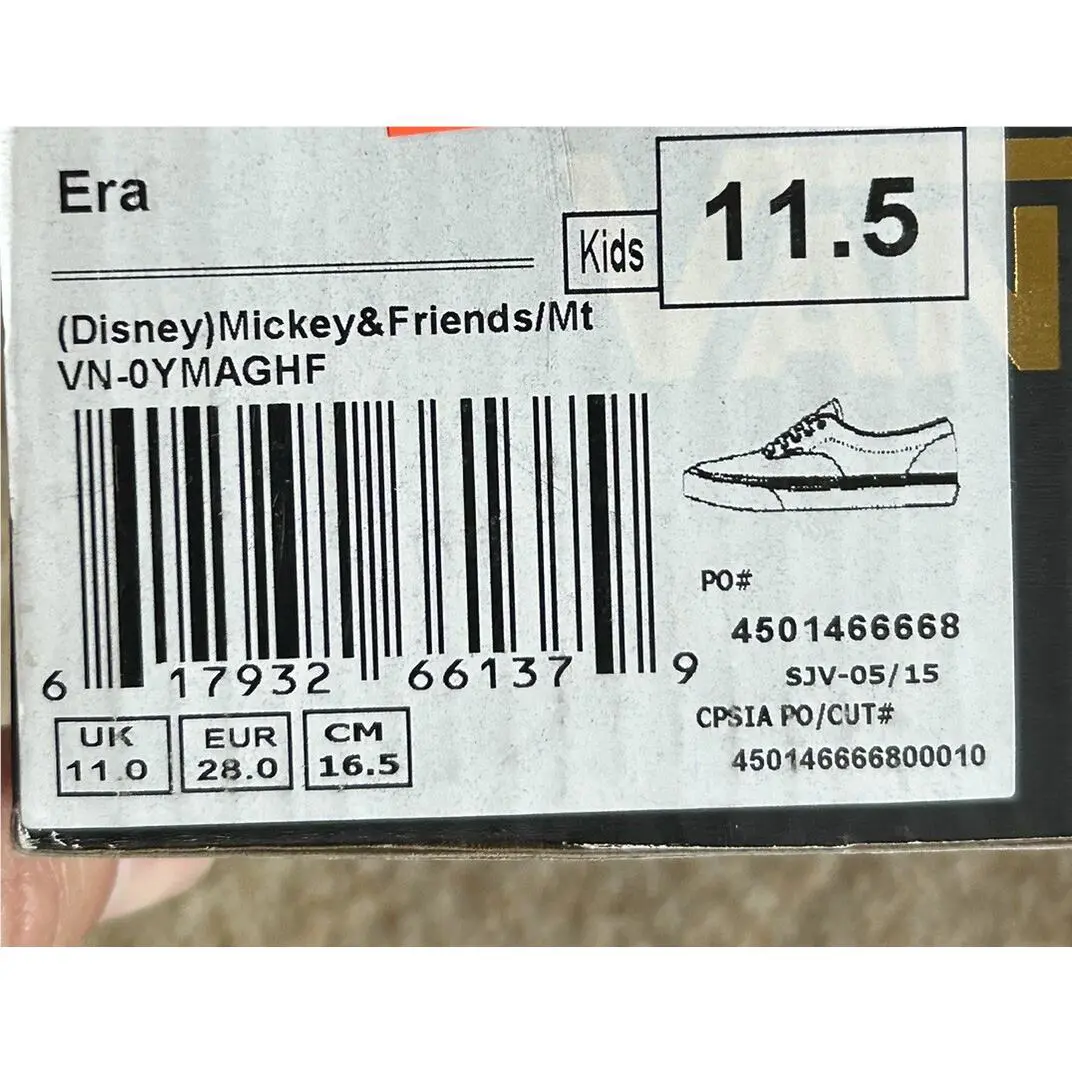 Era
Kids
11.5
(Disney)Mickey&Friends/Mt
VN-0YMAGHF
6 17932 66137 9
PO#
4501466668
SJV-05/15
CPSIA PO/CUT#
450146666800010
UK
11.0
EUR
28.0
CM
16.5